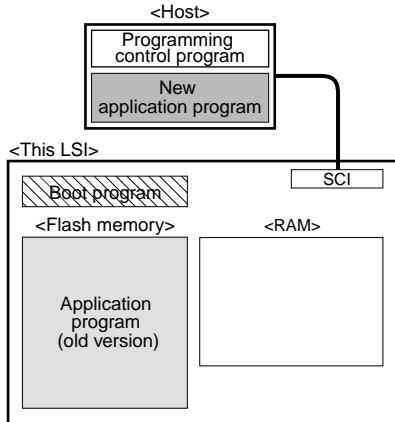 <Host>
Programming
control program
New
application program
<This LSI>
SCI
Boot program
<Flash memory>
<RAM>
Application
program
(old version)